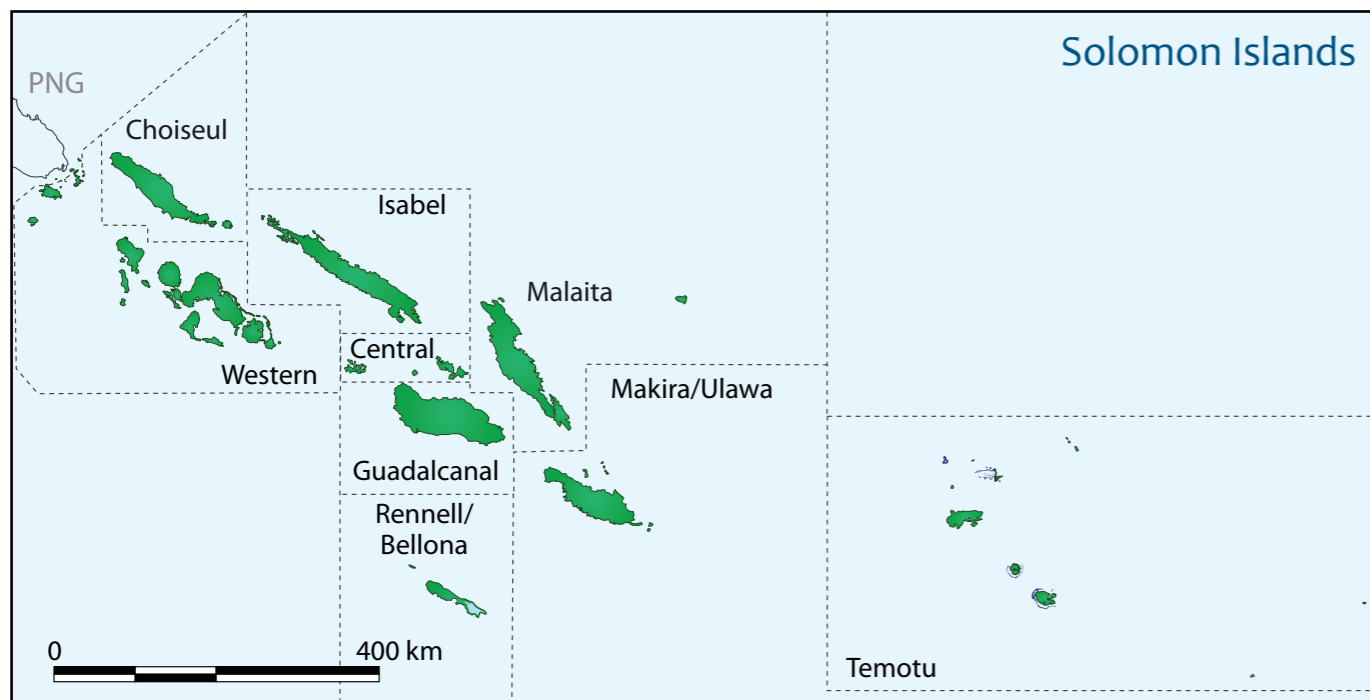 Solomon Islands
PNG
Choiseul
Isabel
Malaita
Central
Western
Makira/Ulawa
Guadalcanal
Rennell/
Bellona
0 400 km
Temotu